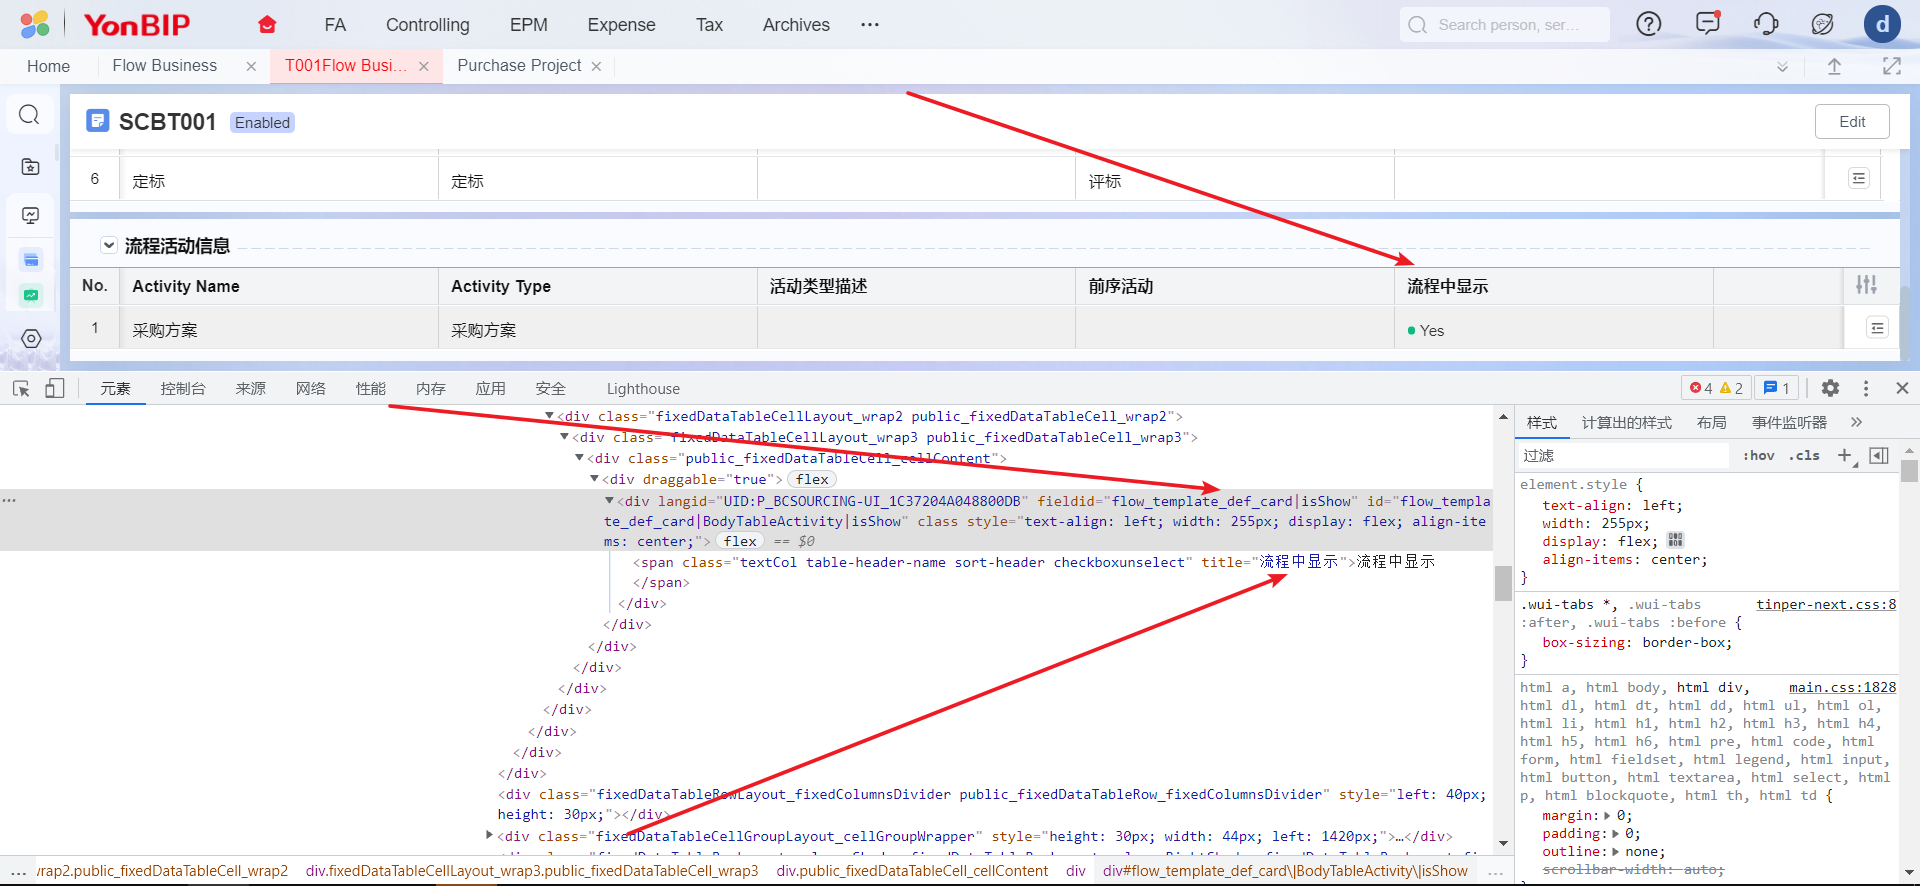 YonBIP
FA
Controlling
EPM
Expense
Tax
Archives
Search person, ser...
d
Home
Flow Business
T001Flow Busi...
Purchase Project
SCBT001
Enabled
Edit
6
定标
定标
评标
流程活动信息
No.
Activity Name
Activity Type
活动类型描述
前序活动
流程中显示
1
采购方案
采购方案
Yes
元素
控制台
来源
网络
性能
内存
应用
安全
Lighthouse
4
2
1
<div class="fixedDataTableCellLayout_wrap2 public_fixedDataTableCell_wrap2">
<div class="fixedDataTableCellLayout_wrap3 public_fixedDataTableCell_wrap3">
<div class="public_fixedDataTableCell_cellContent">
<div draggable="true"> flex
<div langid="UID:P_BCSOURCING-UI_1C37204A048800DB" fieldid="flow_template_def_card|isShow" id="flow_templa
te_def_card|BodyTableActivity|isShow" class style="text-align: left; width: 255px; display: flex; align-ite
ms: center;"> flex == $0
<span class="textCol table-header-name sort-header checkboxunselect" title="流程中显示">流程中显示
</span>
</div>
</div>
</div>
</div>
</div>
</div>
</div>
</div>
</div>
<div class="fixedDataTableRowLayout_fixedColumnsDivider public_fixedDataTableRow_fixedColumnsDivider" style="left: 40px;
height: 30px;"></div>
<div class="fixedDataTableCellGroupLayout_cellGroupWrapper" style="height: 30px; width: 44px; left: 1420px;">…</div>
... wrap2.public_fixedDataTableCell_wrap2
div.fixedDataTableCellLayout_wrap3.public_fixedDataTableCell_wrap3
div.public_fixedDataTableCell_cellContent
div
div#flow_template_def_card\|BodyTableActivity\|isShow
...
样式
计算出的样式
布局
事件监听器
过滤
:hov
.cls
element.style {
text-align: left;
width: 255px;
display: flex;
align-items: center;
}
.wui-tabs *, .wui-tabs
tinper-next.css:8
:after, .wui-tabs :before {
box-sizing: border-box;
}
html a, html body, html div,
main.css:1828
html dl, html dt, html dd, html ul, html ol,
html li, html h1, html h2, html h3, html h4,
html h5, html h6, html pre, html code, html
form, html fieldset, html legend, html input,
html button, html textarea, html select, html
p, html blockquote, html th, html td {
margin: 0;
padding: 0;
outline: none;
scrollbar-width: auto;